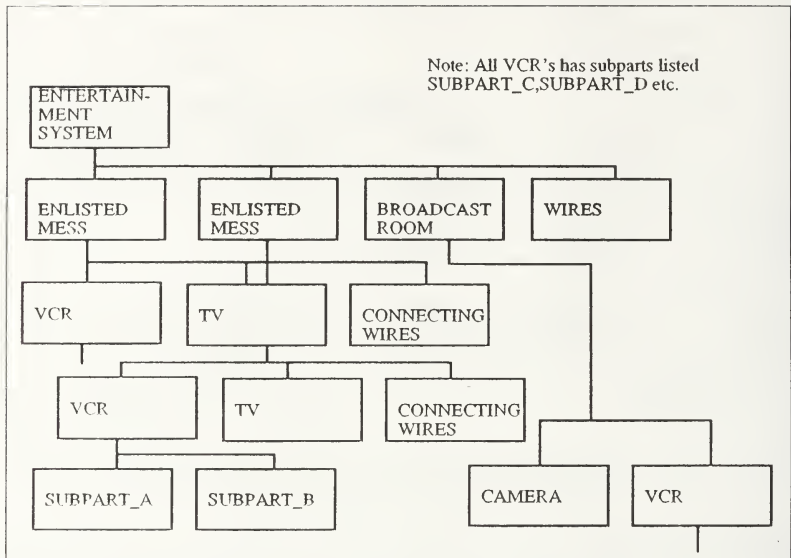 Note: All VCR's has subparts listed
SUBPART_C,SUBPART_D etc.
ENTERTAIN-
MENT
SYSTEM
ENLISTED
MESS
ENLISTED
MESS
BROADCAST
ROOM
WIRES
VCR
TV
CONNECTING
WIRES
VCR
TV
CONNECTING
WIRES
SUBPART_A
SUBPART_B
CAMERA
VCR